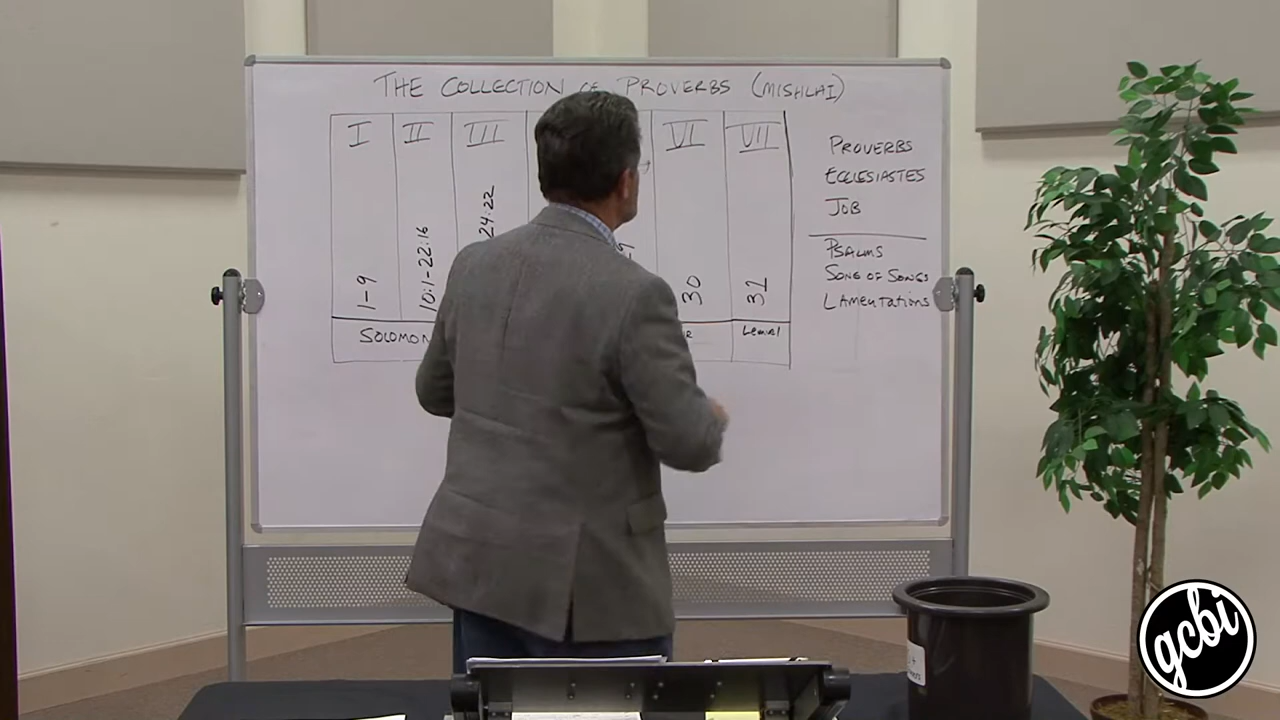 THE COLLECTION OF PROVERBS (MISHLAI)
I II III VI VII
1-9
10:1-22:16
24:22
30
31
SOLOMON
Lemuel
PROVERBS
ECCLESIASTES
JOB
PSALMS
SONG OF SONGS
LAMENTATIONS
gcbi